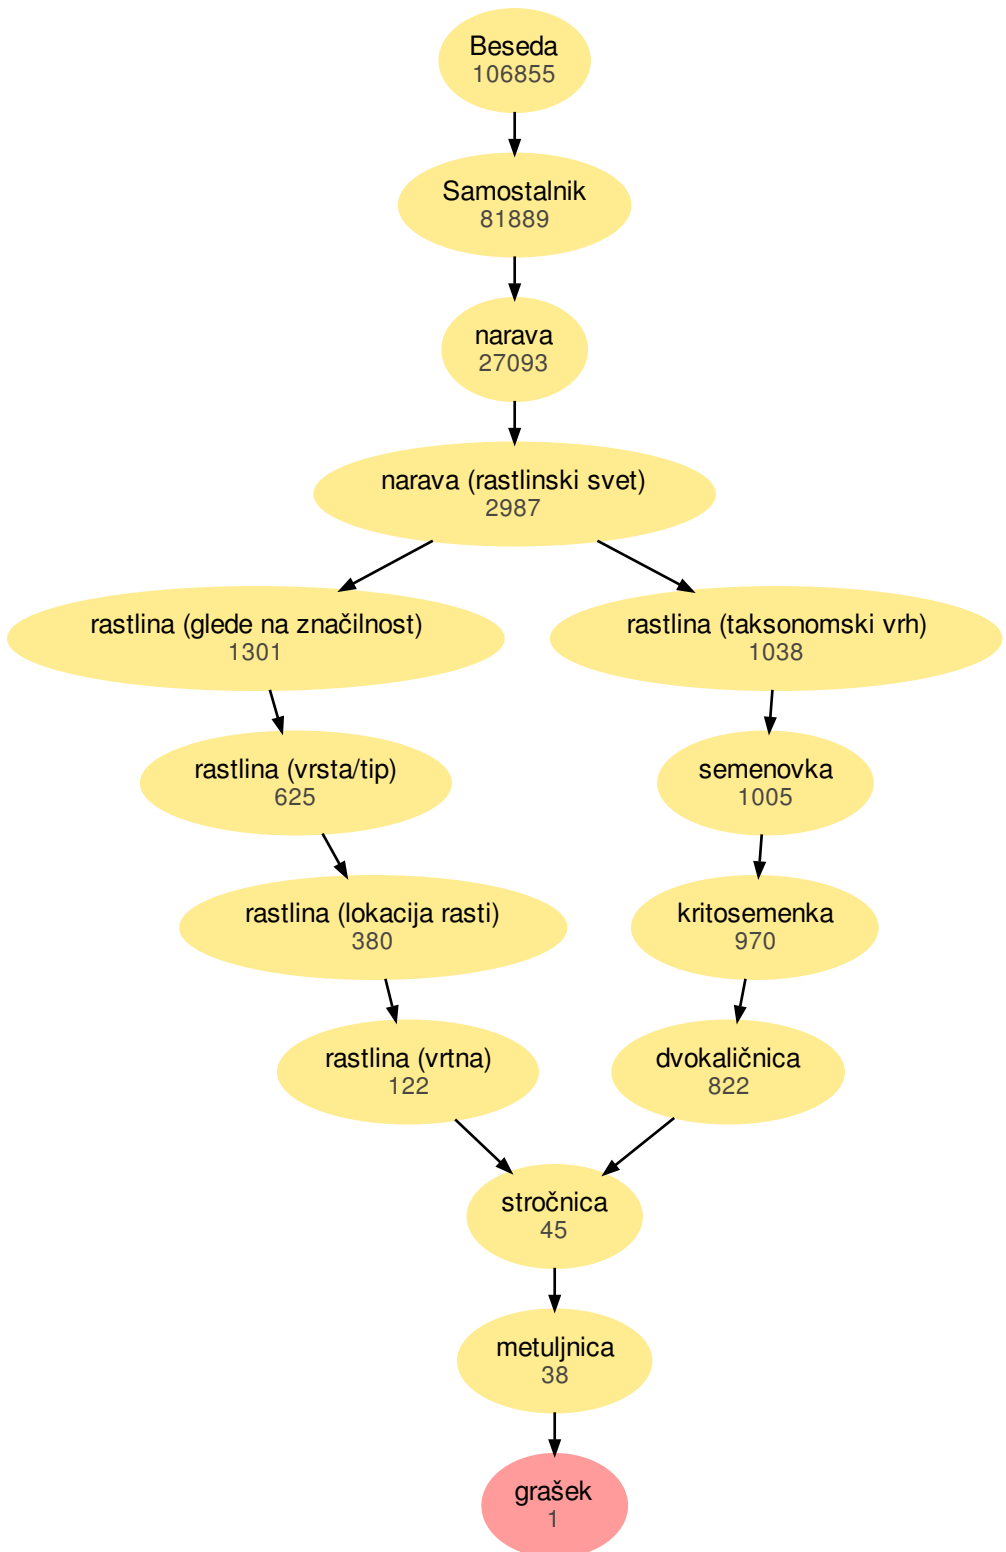 Beseda
106855
Samostalnik
81889
narava
27093
narava (rastlinski svet)
2987
rastlina (glede na značilnost)
1301
rastlina (taksonomski vrh)
1038
rastlina (vrsta/tip)
625
semenovka
1005
rastlina (lokacija rasti)
380
kritosemenka
970
rastlina (vrtna)
122
dvokaličnica
822
stročnica
45
metuljnica
38
grašek
1